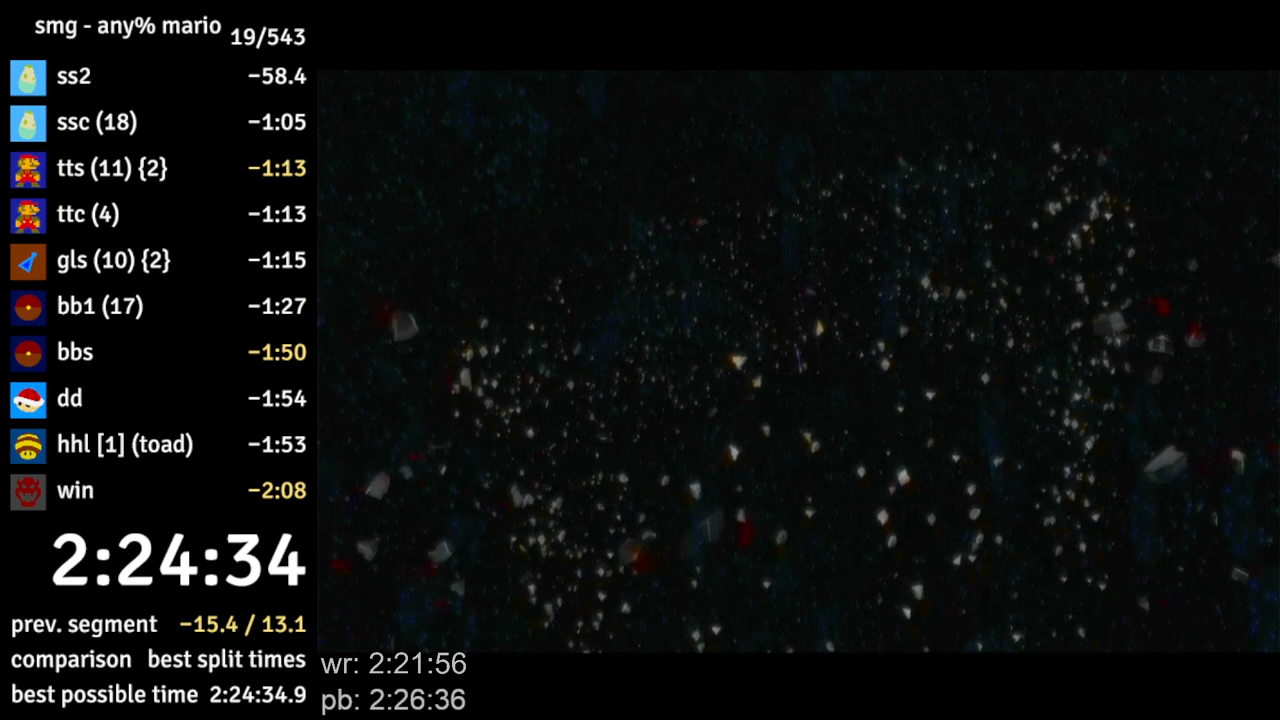 smg - any% mario 19/543
ss2 −58.4
ssc (18) −1:05
tts (11) {2} −1:13
ttc (4) −1:13
gls (10) {2} −1:15
bb1 (17) −1:27
bbs −1:50
dd −1:54
hhl [1] (toad) −1:53
win −2:08
2:24:34
prev. segment −15.4 / 13.1
comparison best split times
best possible time 2:24:34.9
wr: 2:21:56
pb: 2:26:36